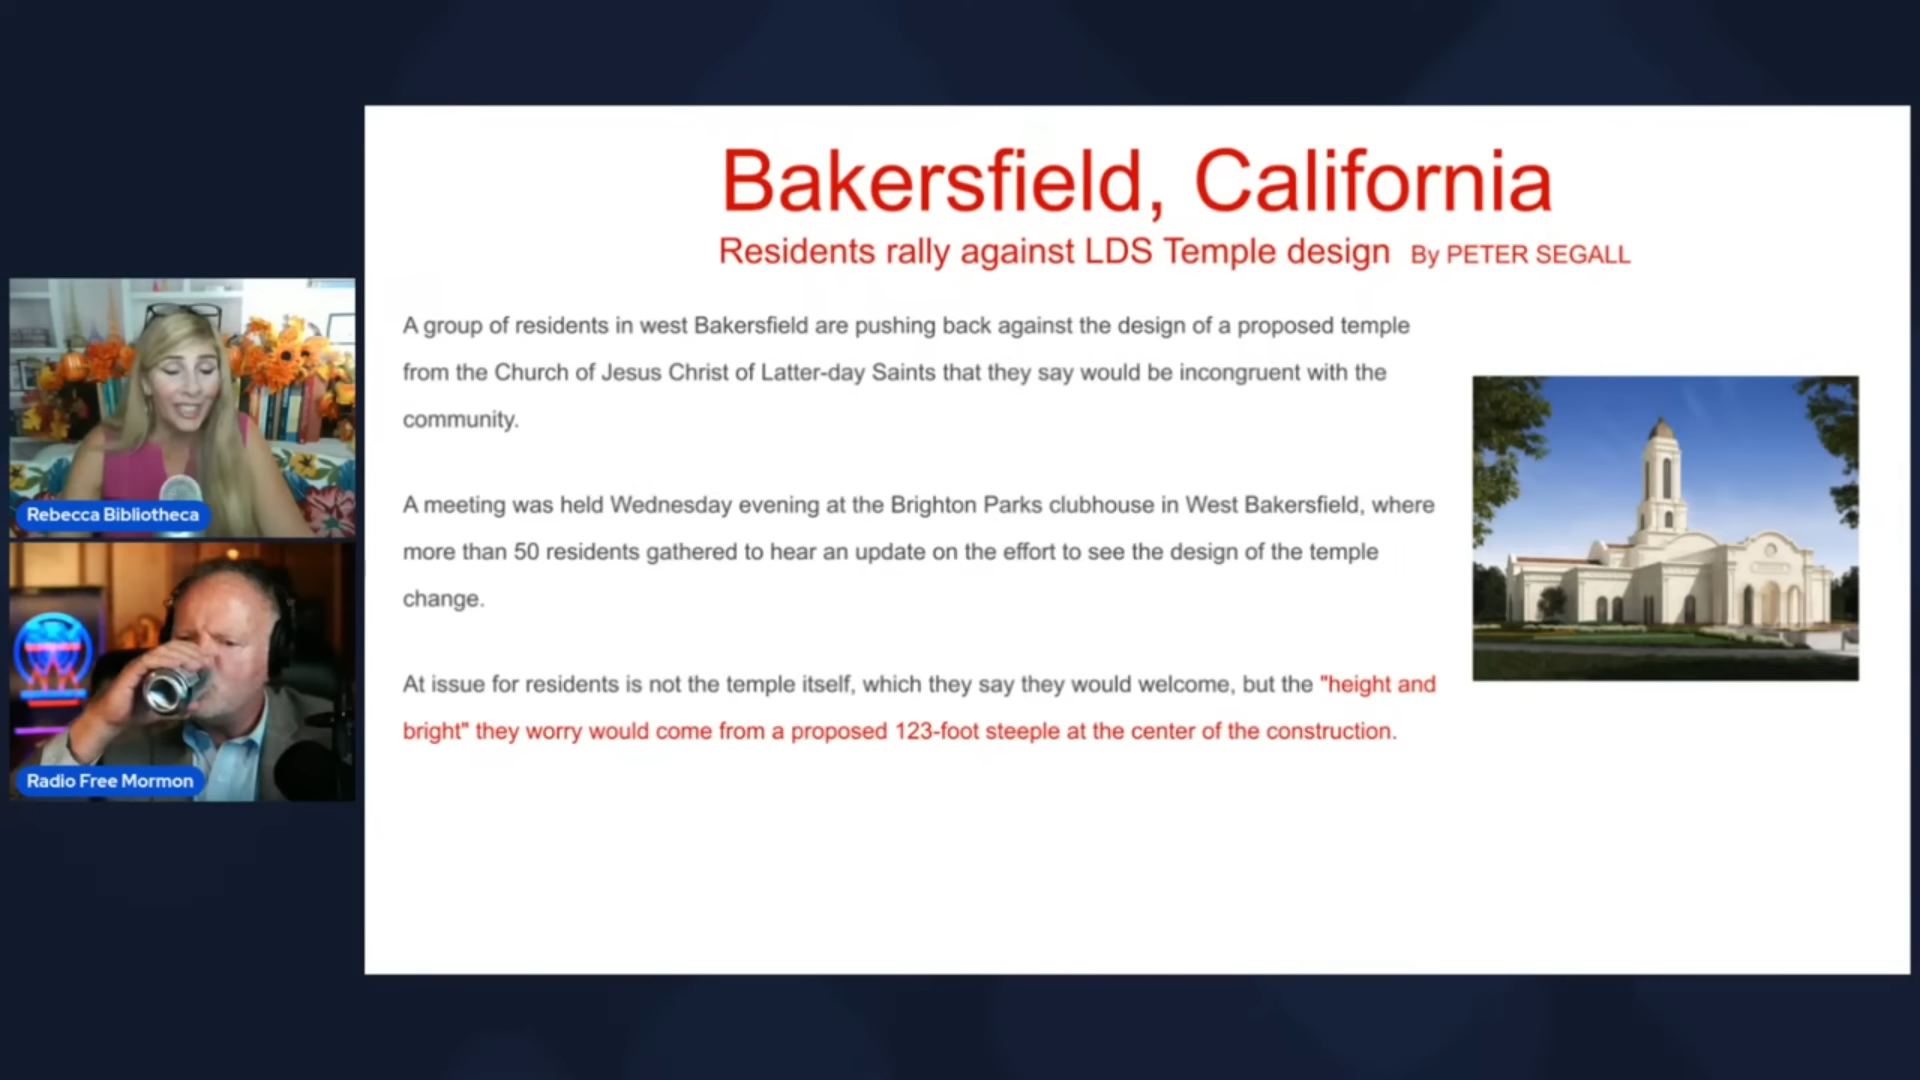 Bakersfield, California
Residents rally against LDS Temple design By PETER SEGALL
A group of residents in west Bakersfield are pushing back against the design of a proposed temple
from the Church of Jesus Christ of Latter-day Saints that they say would be incongruent with the
community.
A meeting was held Wednesday evening at the Brighton Parks clubhouse in West Bakersfield, where
more than 50 residents gathered to hear an update on the effort to see the design of the temple
change.
At issue for residents is not the temple itself, which they say they would welcome, but the "height and
bright" they worry would come from a proposed 123-foot steeple at the center of the construction.
Rebecca Bibliotheca
Radio Free Mormon